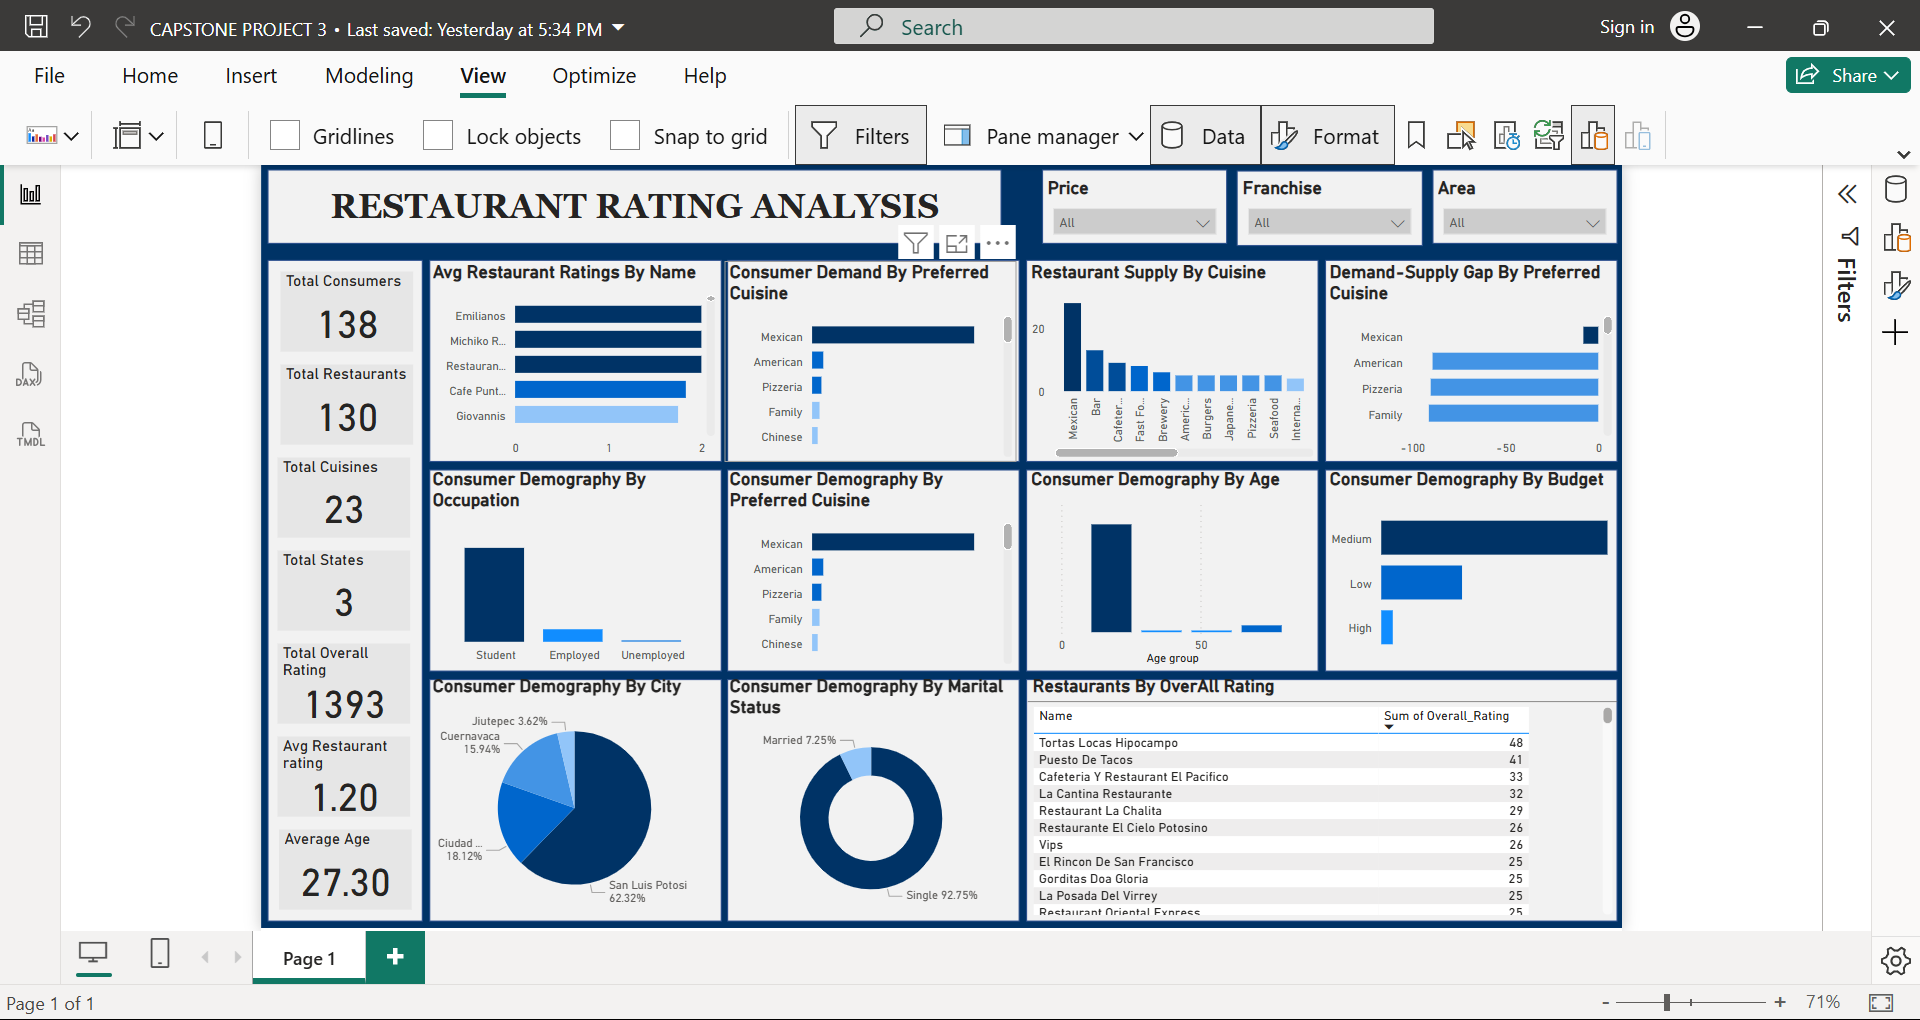 CAPSTONE PROJECT 3 • Last saved: Yesterday at 5:34 PM
Search
Sign in
File Home Insert Modeling View Optimize Help
Share
Gridlines Lock objects Snap to grid Filters Pane manager Data Format
RESTAURANT RATING ANALYSIS
Price
All
Franchise
All
Area
All
Filters
DAX
TMDL
Total Consumers
138
Total Restaurants
130
Total Cuisines
23
Total States
3
Total Overall
Rating
1393
Avg Restaurant
rating
1.20
Average Age
27.30
Avg Restaurant Ratings By Name
Emilianos
Michiko R...
Restauran...
Cafe Punt...
Giovannis
0 1 2
Consumer Demand By Preferred
Cuisine
Mexican
American
Pizzeria
Family
Chinese
Restaurant Supply By Cuisine
20
0
Mexican
Bar
Cafeter...
Fast Fo...
Brewery
Americ...
Burgers
Japane...
Pizzeria
Seafood
Interna...
Demand-Supply Gap By Preferred
Cuisine
Mexican
American
Pizzeria
Family
-100 -50 0
Consumer Demography By
Occupation
Student Employed Unemployed
Consumer Demography By
Preferred Cuisine
Mexican
American
Pizzeria
Family
Chinese
Consumer Demography By Age
0 50
Age group
Consumer Demography By Budget
Medium
Low
High
Consumer Demography By City
Jiutepec 3.62%
Cuernavaca
15.94%
Ciudad ...
18.12%
San Luis Potosi
62.32%
Consumer Demography By Marital
Status
Married 7.25%
Single 92.75%
Restaurants By OverAll Rating
Name Sum of Overall_Rating
Tortas Locas Hipocampo 48
Puesto De Tacos 41
Cafeteria Y Restaurant El Pacifico 33
La Cantina Restaurante 32
Restaurant La Chalita 29
Restaurante El Cielo Potosino 26
Vips 26
El Rincon De San Francisco 25
Gorditas Doa Gloria 25
La Posada Del Virrey 25
Restaurant Oriental Express 25
Page 1
Page 1 of 1
- + 71%